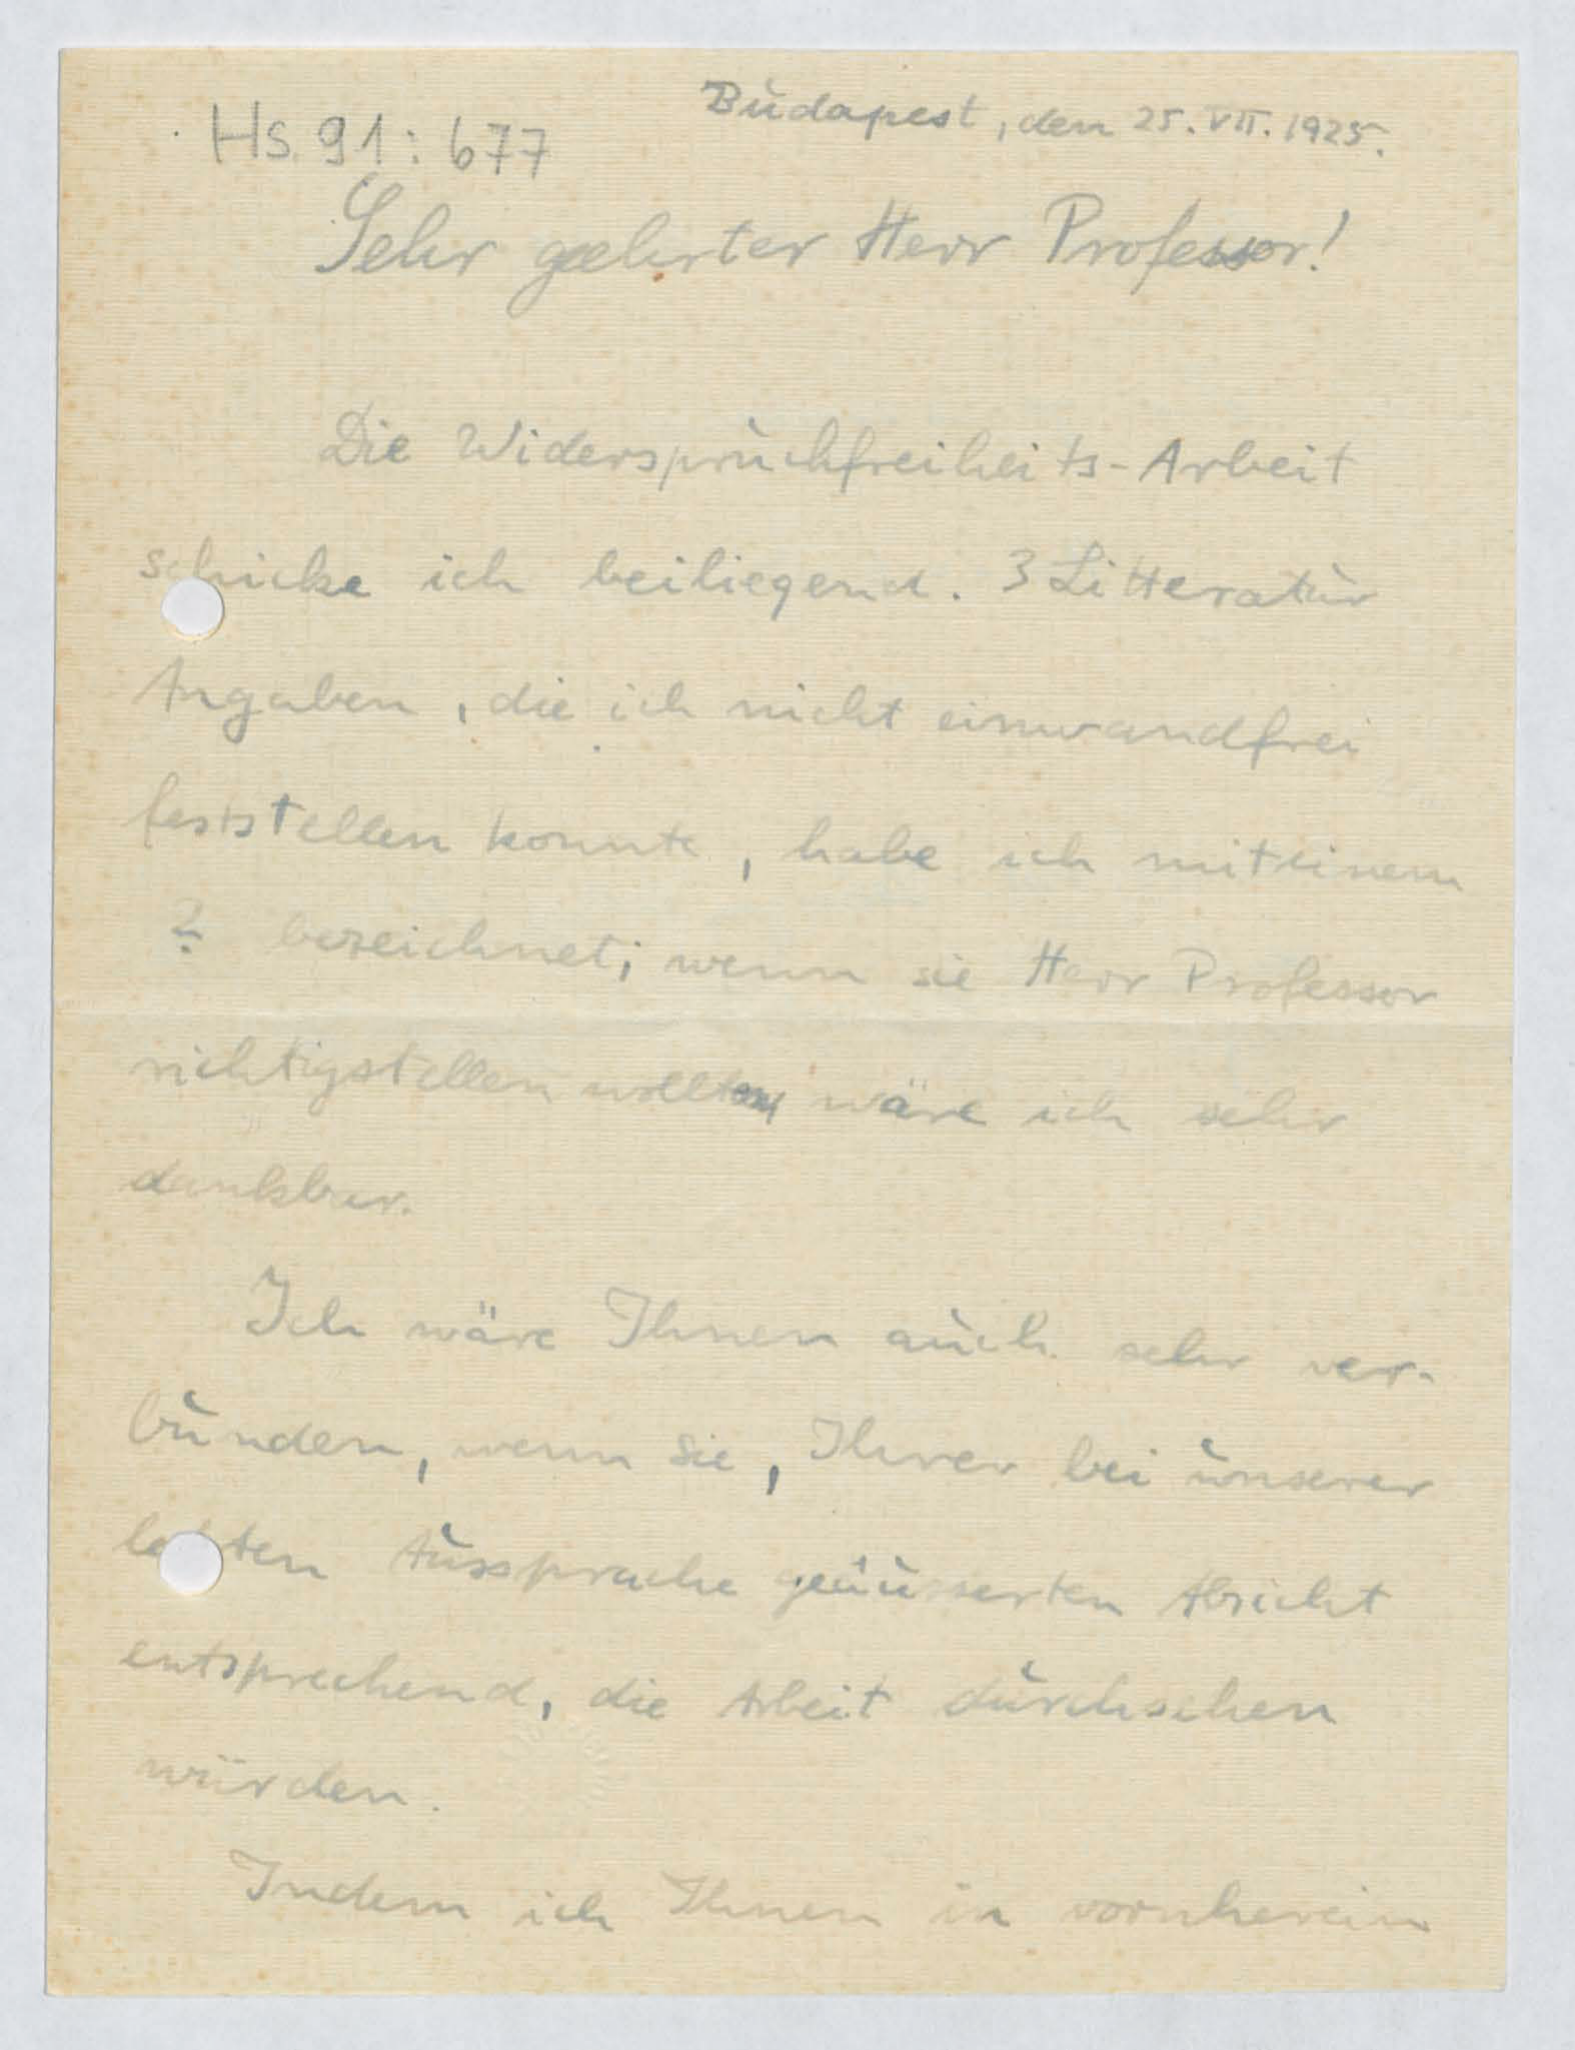 Hs. 91: 677
Budapest, den 25. VII. 1925.
Sehr geehrter Herr Professor!
Die Widerspruchfreiheits-Arbeit
schicke ich beiliegend. 3 Litteratur
Angaben, die ich nicht einwandfrei
feststellen konnte, habe ich mit einem
? bezeichnet; wenn sie Herr Professor
richtigstellen wollten wäre ich sehr
dankbar.
Ich wäre Ihnen auch sehr ver-
bunden, wenn Sie, Ihrer bei unserer
letzten Aussprache geäusserten Absicht
entsprechend, die Arbeit durchsehen
würden.
Indem ich Ihnen in vornherein